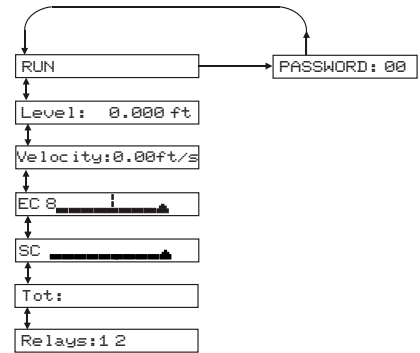 RUN
PASSWORD: 00
Level: 0.000 ft
Velocity:0.00ft/s
EC 8
SC
Tot:
Relays:1 2